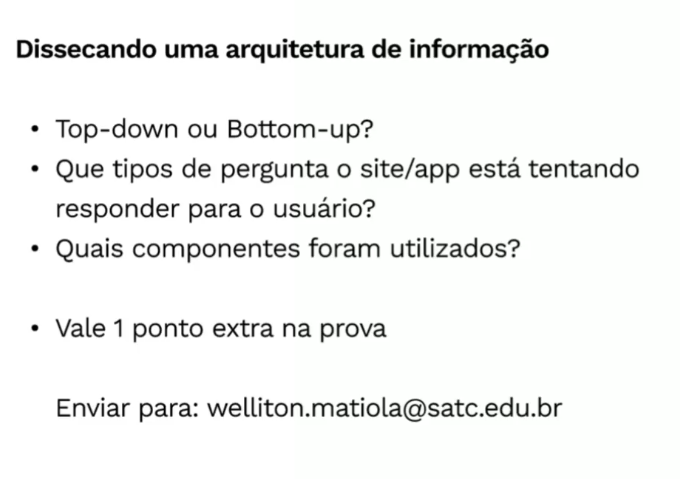 Dissecando uma arquitetura de informação
• Top-down ou Bottom-up?
• Que tipos de pergunta o site/app está tentando
responder para o usuário?
• Quais componentes foram utilizados?
• Vale 1 ponto extra na prova
Enviar para: welliton.matiola@satc.edu.br